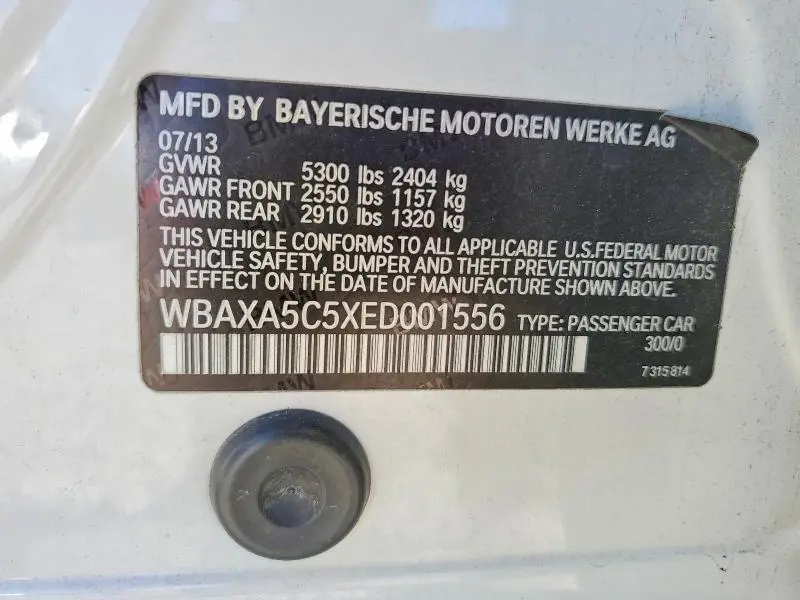 MFD BY BAYERISCHE MOTOREN WERKE AG
07/13
GVWR 5300 lbs 2404 kg
GAWR FRONT 2550 lbs 1157 kg
GAWR REAR 2910 lbs 1320 kg
THIS VEHICLE CONFORMS TO ALL APPLICABLE U.S.FEDERAL MOTOR
VEHICLE SAFETY, BUMPER AND THEFT PREVENTION STANDARDS
IN EFFECT ON THE DATE OF MANUFACTURE SHOWN ABOVE.
WBAXA5C5XED001556 TYPE: PASSENGER CAR
300/0
7 315 814